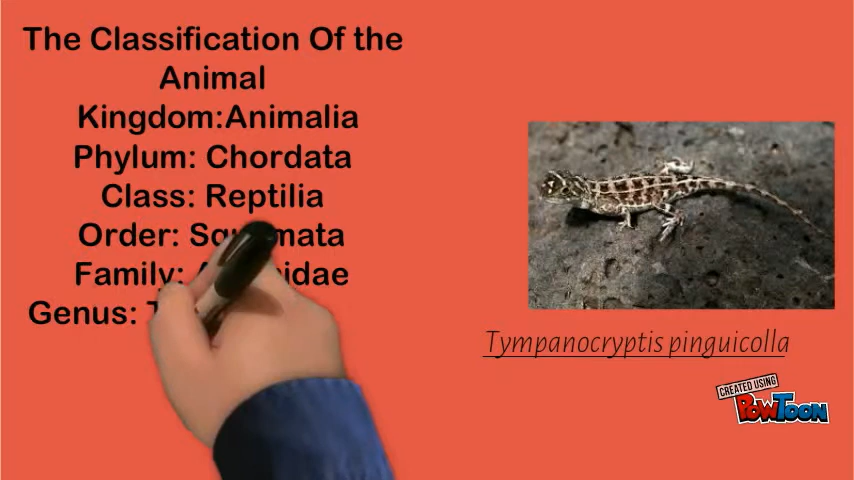 The Classification Of the
Animal
Kingdom:Animalia
Phylum: Chordata
Class: Reptilia
Order:
Family:
Genus:
Tympanocryptis pinguicolla
CREATED USING
POWTOON